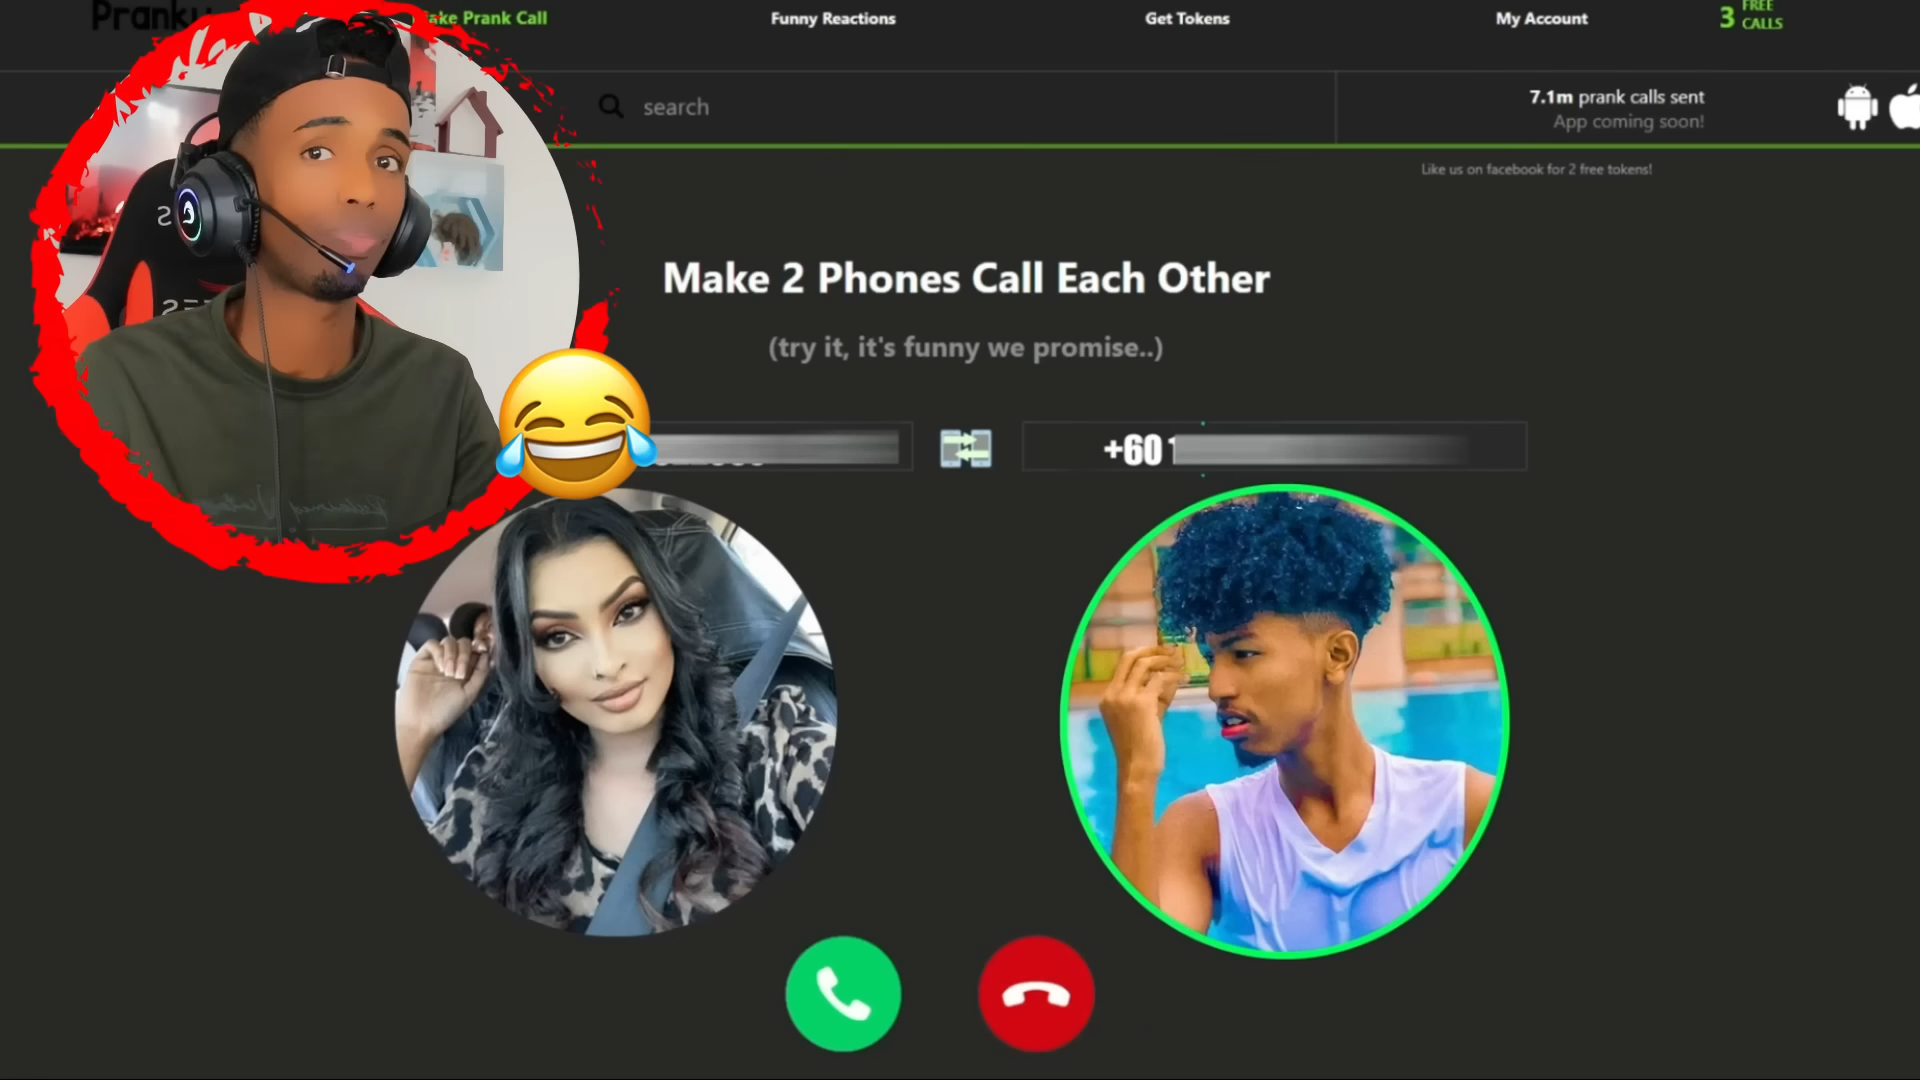 Make Prank Call
Funny Reactions
Get Tokens
My Account
3 FREE
CALLS
search
7.1m prank calls sent
App coming soon!
Like us on facebook for 2 free tokens!
Make 2 Phones Call Each Other
(try it, it's funny we promise..)
+60